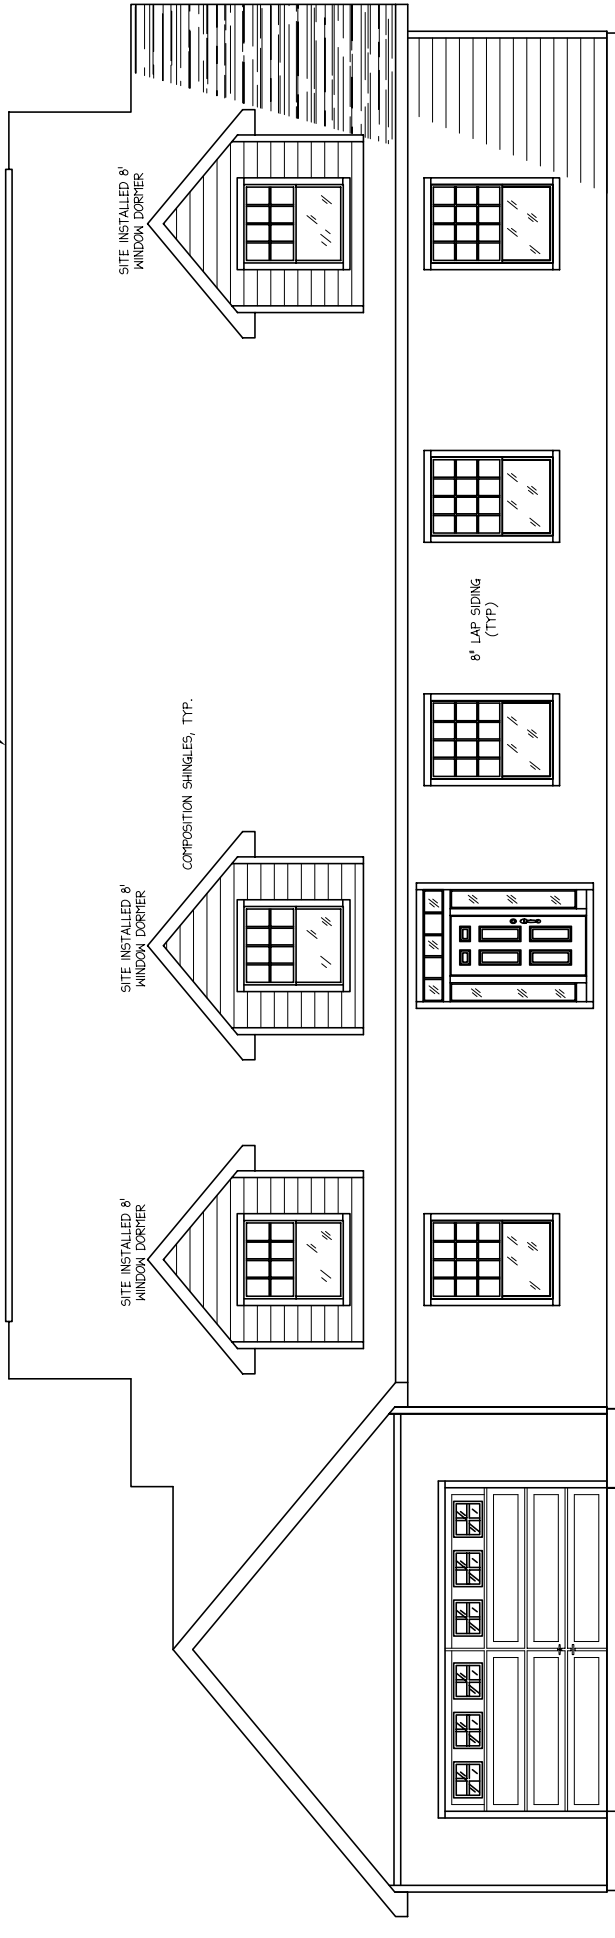 SITE INSTALLED 8'
WINDOW DORMER
SITE INSTALLED 8'
WINDOW DORMER
COMPOSITION SHINGLES, TYP.
SITE INSTALLED 8'
WINDOW DORMER
8" LAP SIDING
(TYP)